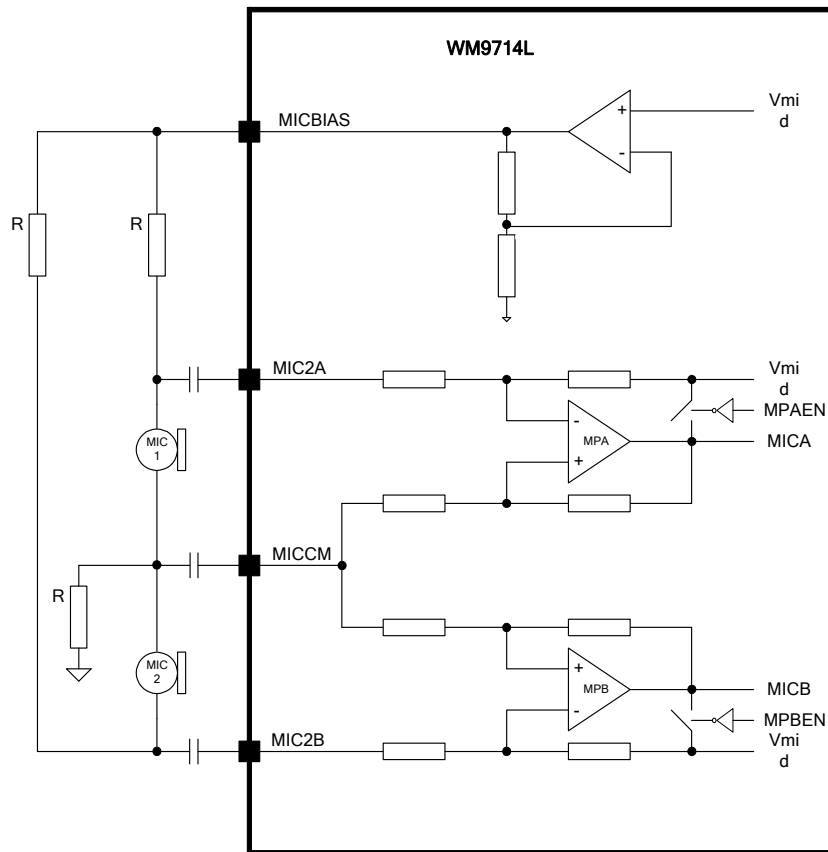 WM9714L
MICBIAS
+
-
Vmi
d
R
R
MIC2A
Vmi
d
MPAEN
-
MPA
+
MICA
MIC
1
MICCM
R
MIC
2
+
MPB
-
MICB
MPBEN
MIC2B
Vmi
d